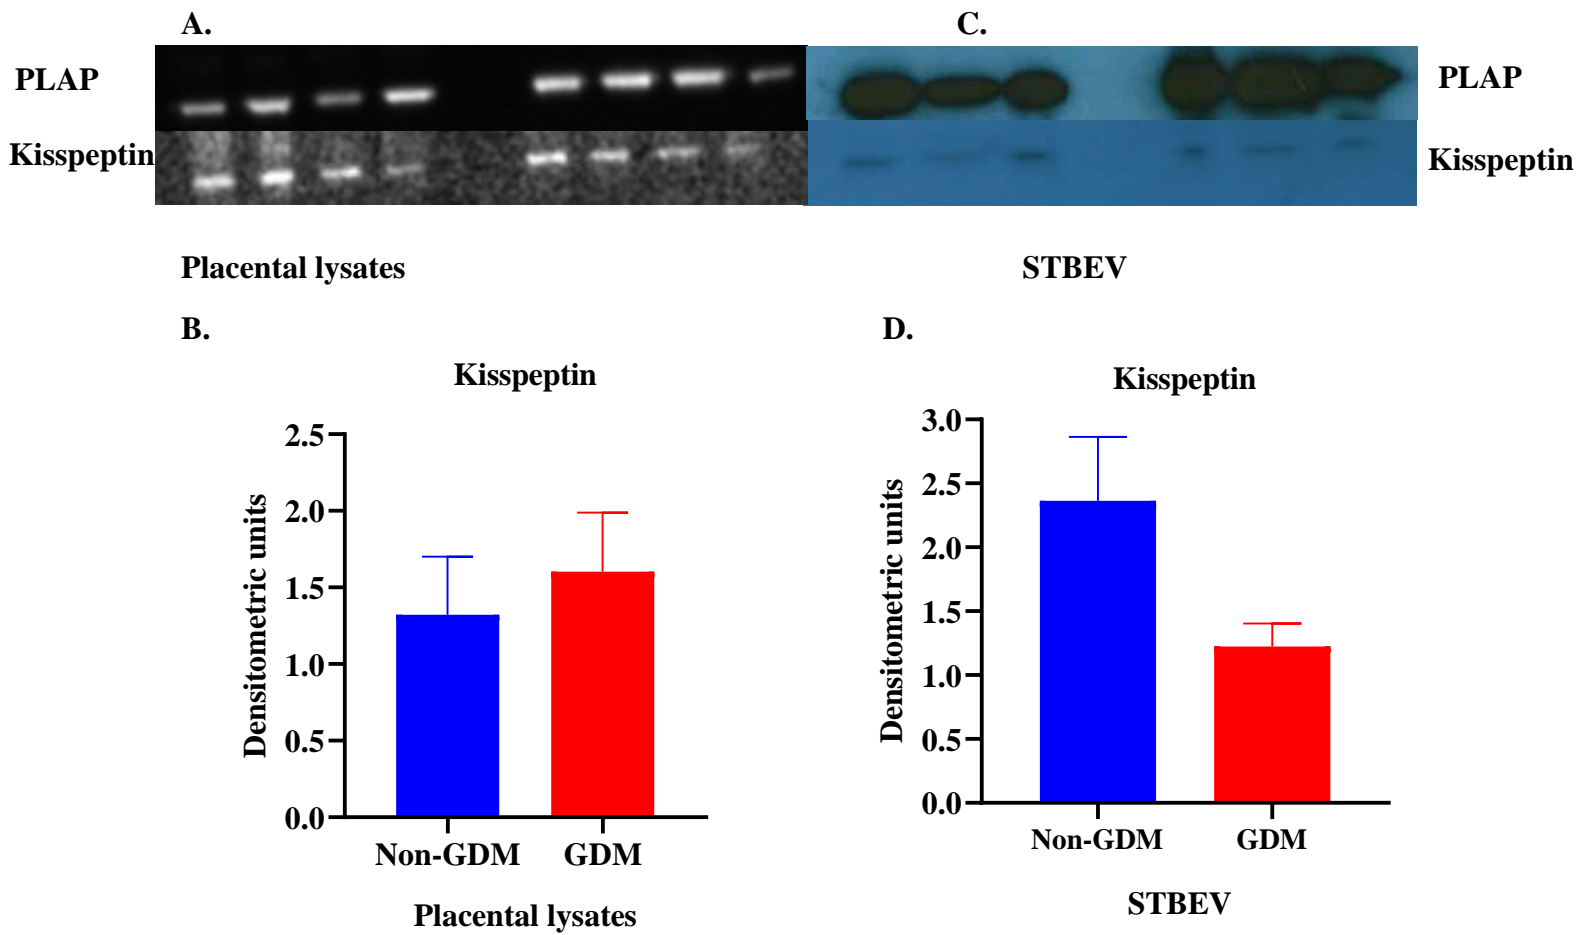 A.
C.
PLAP
PLAP
Kisspeptin
Kisspeptin
Placental lysates
STBEV
B.
D.
Kisspeptin
Densitometric units
2.5
2.0
1.5
1.0
0.5
0.0
Non-GDM GDM
Placental lysates
Kisspeptin
Densitometric units
3.0
2.5
2.0
1.5
1.0
0.5
0.0
Non-GDM GDM
STBEV